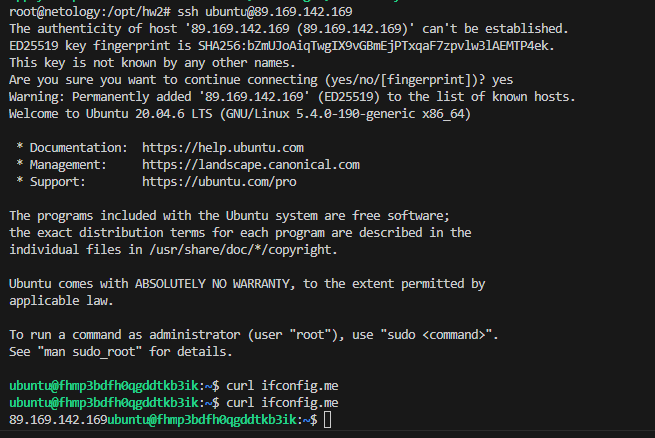 root@netology:/opt/hw2# ssh ubuntu@89.169.142.169
The authenticity of host '89.169.142.169 (89.169.142.169)' can't be established.
ED25519 key fingerprint is SHA256:bZmUJoAiqTwgIX9vGBmEjPTxqaF7zpvlw3lAEMTP4ek.
This key is not known by any other names.
Are you sure you want to continue connecting (yes/no/[fingerprint])? yes
Warning: Permanently added '89.169.142.169' (ED25519) to the list of known hosts.
Welcome to Ubuntu 20.04.6 LTS (GNU/Linux 5.4.0-190-generic x86_64)
* Documentation: https://help.ubuntu.com
* Management: https://landscape.canonical.com
* Support: https://ubuntu.com/pro
The programs included with the Ubuntu system are free software;
the exact distribution terms for each program are described in the
individual files in /usr/share/doc/*/copyright.
Ubuntu comes with ABSOLUTELY NO WARRANTY, to the extent permitted by
applicable law.
To run a command as administrator (user "root"), use "sudo <command>".
See "man sudo_root" for details.
ubuntu@fhmp3bdfh0qgddtkb3ik:~$ curl ifconfig.me
ubuntu@fhmp3bdfh0qgddtkb3ik:~$ curl ifconfig.me
89.169.142.169ubuntu@fhmp3bdfh0qgddtkb3ik:~$